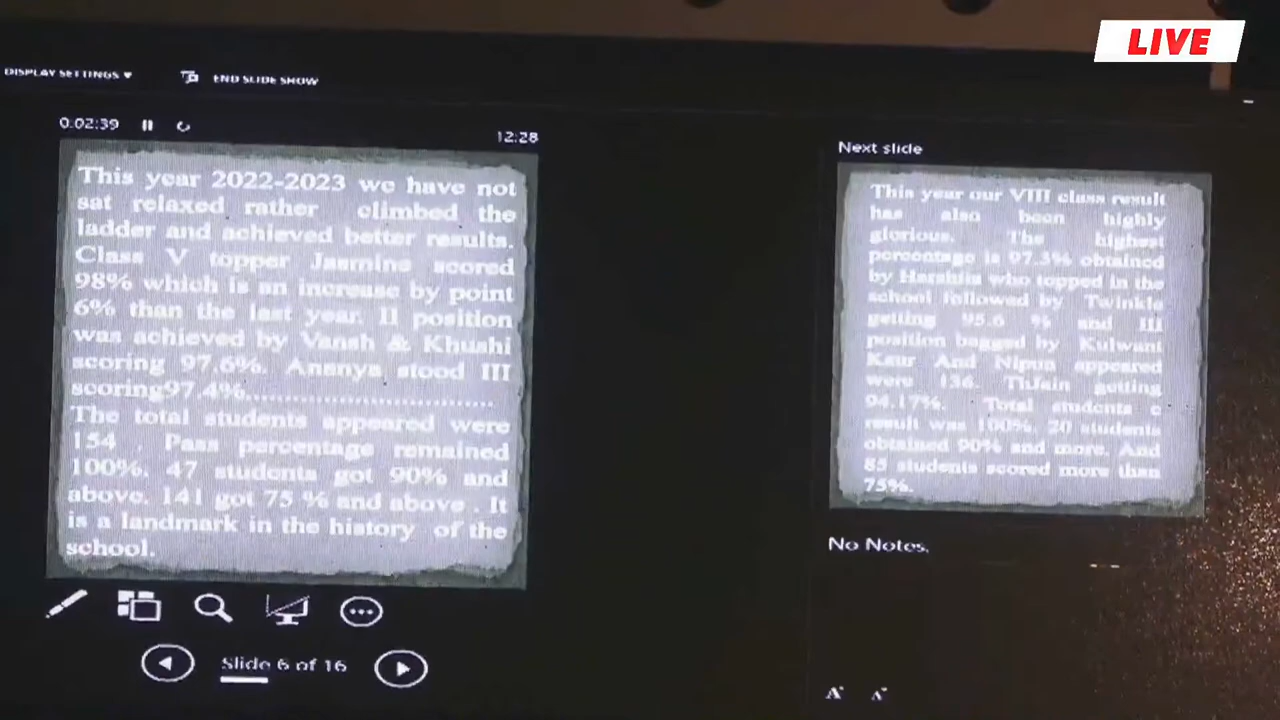 LIVE
DISPLAY SETTINGS ▾
END SLIDE SHOW
0:02:39
12:28
This year 2022-2023 we have not
sat relaxed rather climbed the
ladder and achieved better results.
Class V topper Jasmine scored
98% which is an increase by point
6% than the last year. II position
was achieved by Vansh & Khushi
scoring 97.6%. Ananya stood III
scoring97.4%................................
The total students appeared were
154 . Pass percentage remained
100%. 47 students got 90% and
above. 141 got 75 % and above . It
is a landmark in the history of the
school.
Slide 6 of 16
Next slide
This year our VIII class result
has also been highly
glorious. The highest
percentage is 97.3% obtained
by Harshita who topped in the
school followed by Twinkle
getting 95.6 % and III
position bagged by Kulwant
Kaur And Nipun appeared
were 136. Jain getting
94.17%. Total students c
result was 100%. 20 students
obtained 90% and more. And
85 students scored more than
75%.
No Notes.
A A